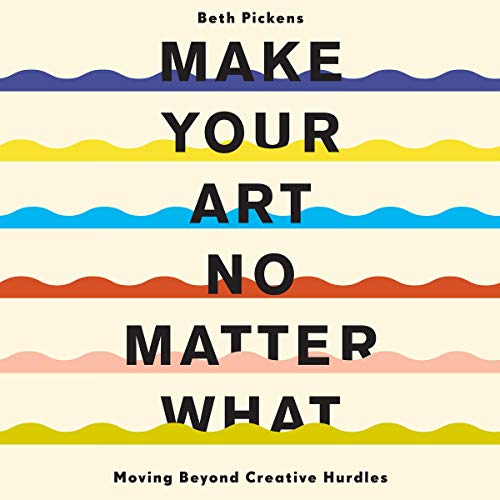 Beth Pickens
MAKE
YOUR
ART
NO
MATTER
WHAT
Moving Beyond Creative Hurdles